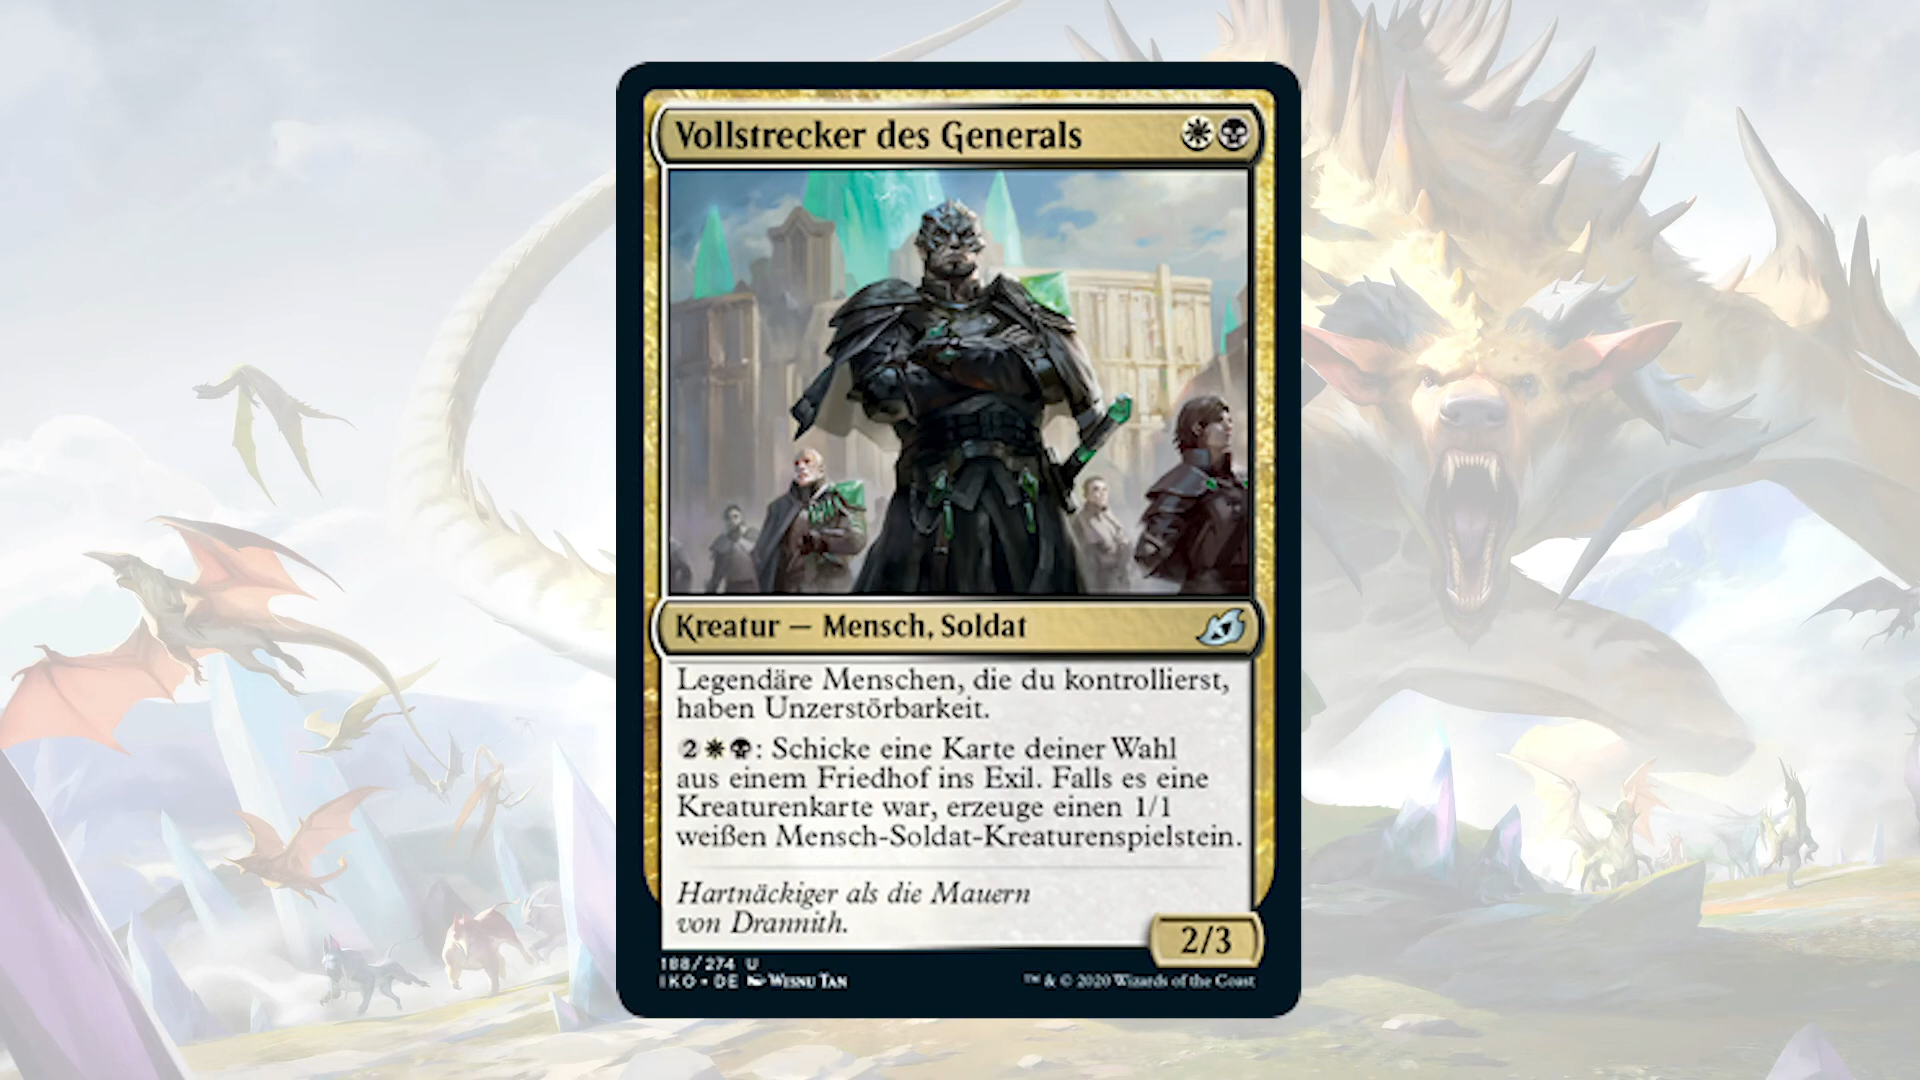 Vollstrecker des Generals
Kreatur — Mensch, Soldat
Legendäre Menschen, die du kontrollierst,
haben Unzerstörbarkeit.
2: Schicke eine Karte deiner Wahl
aus einem Friedhof ins Exil. Falls es eine
Kreaturenkarte war, erzeuge einen 1/1
weißen Mensch-Soldat-Kreaturenspielstein.
Hartnäckiger als die Mauern
von Drannith.
2/3
188/274 U
IKO • DE Wisnu Tan
™ & © 2020 Wizards of the Coast